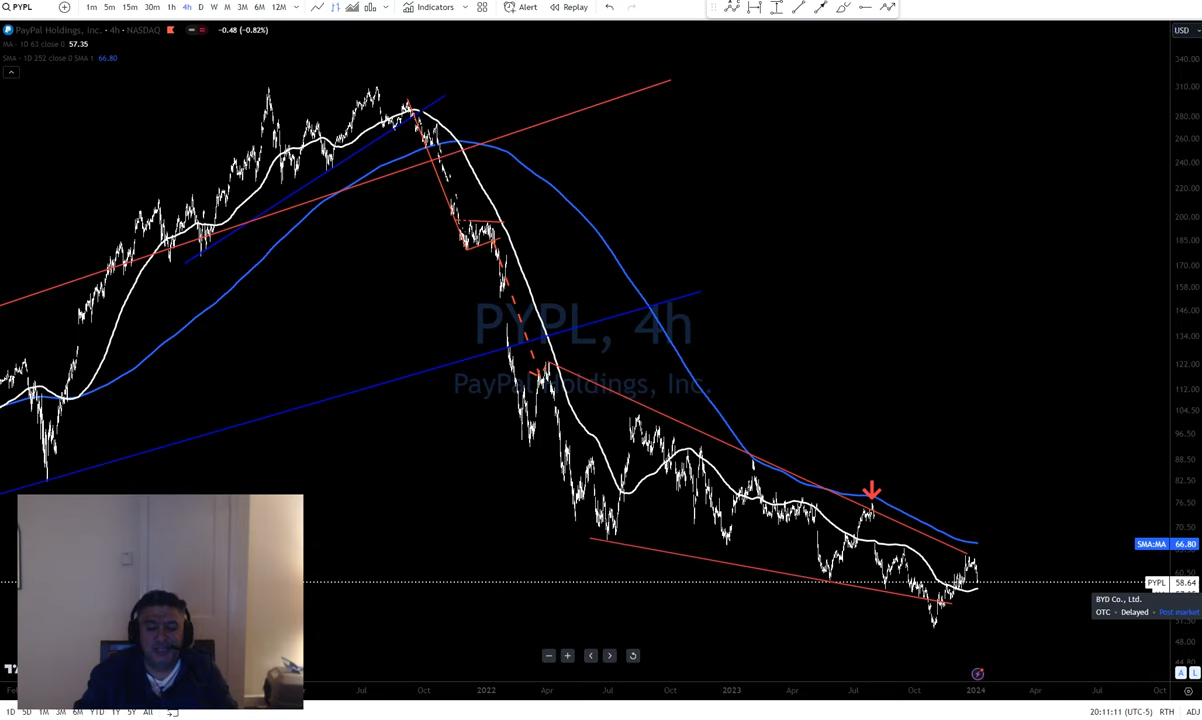 PYPL 1m 5m 15m 30m 1h 4h D W M 3M 6M 12M Indicators Alert Replay
PayPal Holdings, Inc. · 4h · NASDAQ −0.48 (−0.82%)
MA · 1D 63 close 0 57.35
SMA · 1D 252 close 0 SMA 1 66.80
USD
340.00
310.00
280.00
260.00
240.00
220.00
200.00
185.00
170.00
158.00
146.00
134.00
122.00
112.00
104.50
96.50
88.50
82.50
76.50
70.50
PYPL, 4h
PayPal Holdings, Inc.
SMA:MA 66.80
60.50
PYPL 58.64
BYD Co., Ltd.
OTC · Delayed · Post market
48.00
A L
Jul Oct 2022 Apr Jul Oct 2023 Apr Jul Oct 2024 Apr Jul Oct
1D 5D 1M 3M 6M YTD 1Y 5Y All 20:11:11 (UTC-5) RTH ADJ